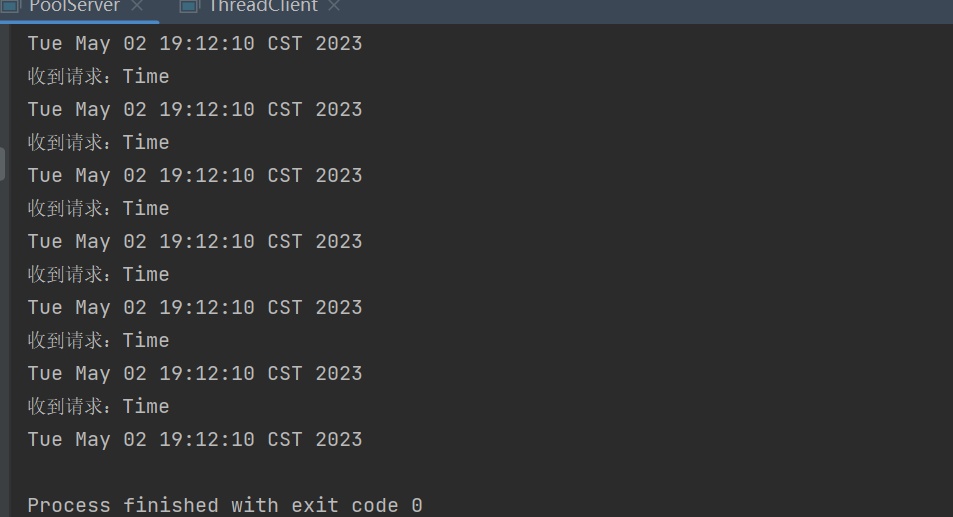 PoolServer ThreadClient
Tue May 02 19:12:10 CST 2023
收到请求：Time
Tue May 02 19:12:10 CST 2023
收到请求：Time
Tue May 02 19:12:10 CST 2023
收到请求：Time
Tue May 02 19:12:10 CST 2023
收到请求：Time
Tue May 02 19:12:10 CST 2023
收到请求：Time
Tue May 02 19:12:10 CST 2023
收到请求：Time
Tue May 02 19:12:10 CST 2023
Process finished with exit code 0